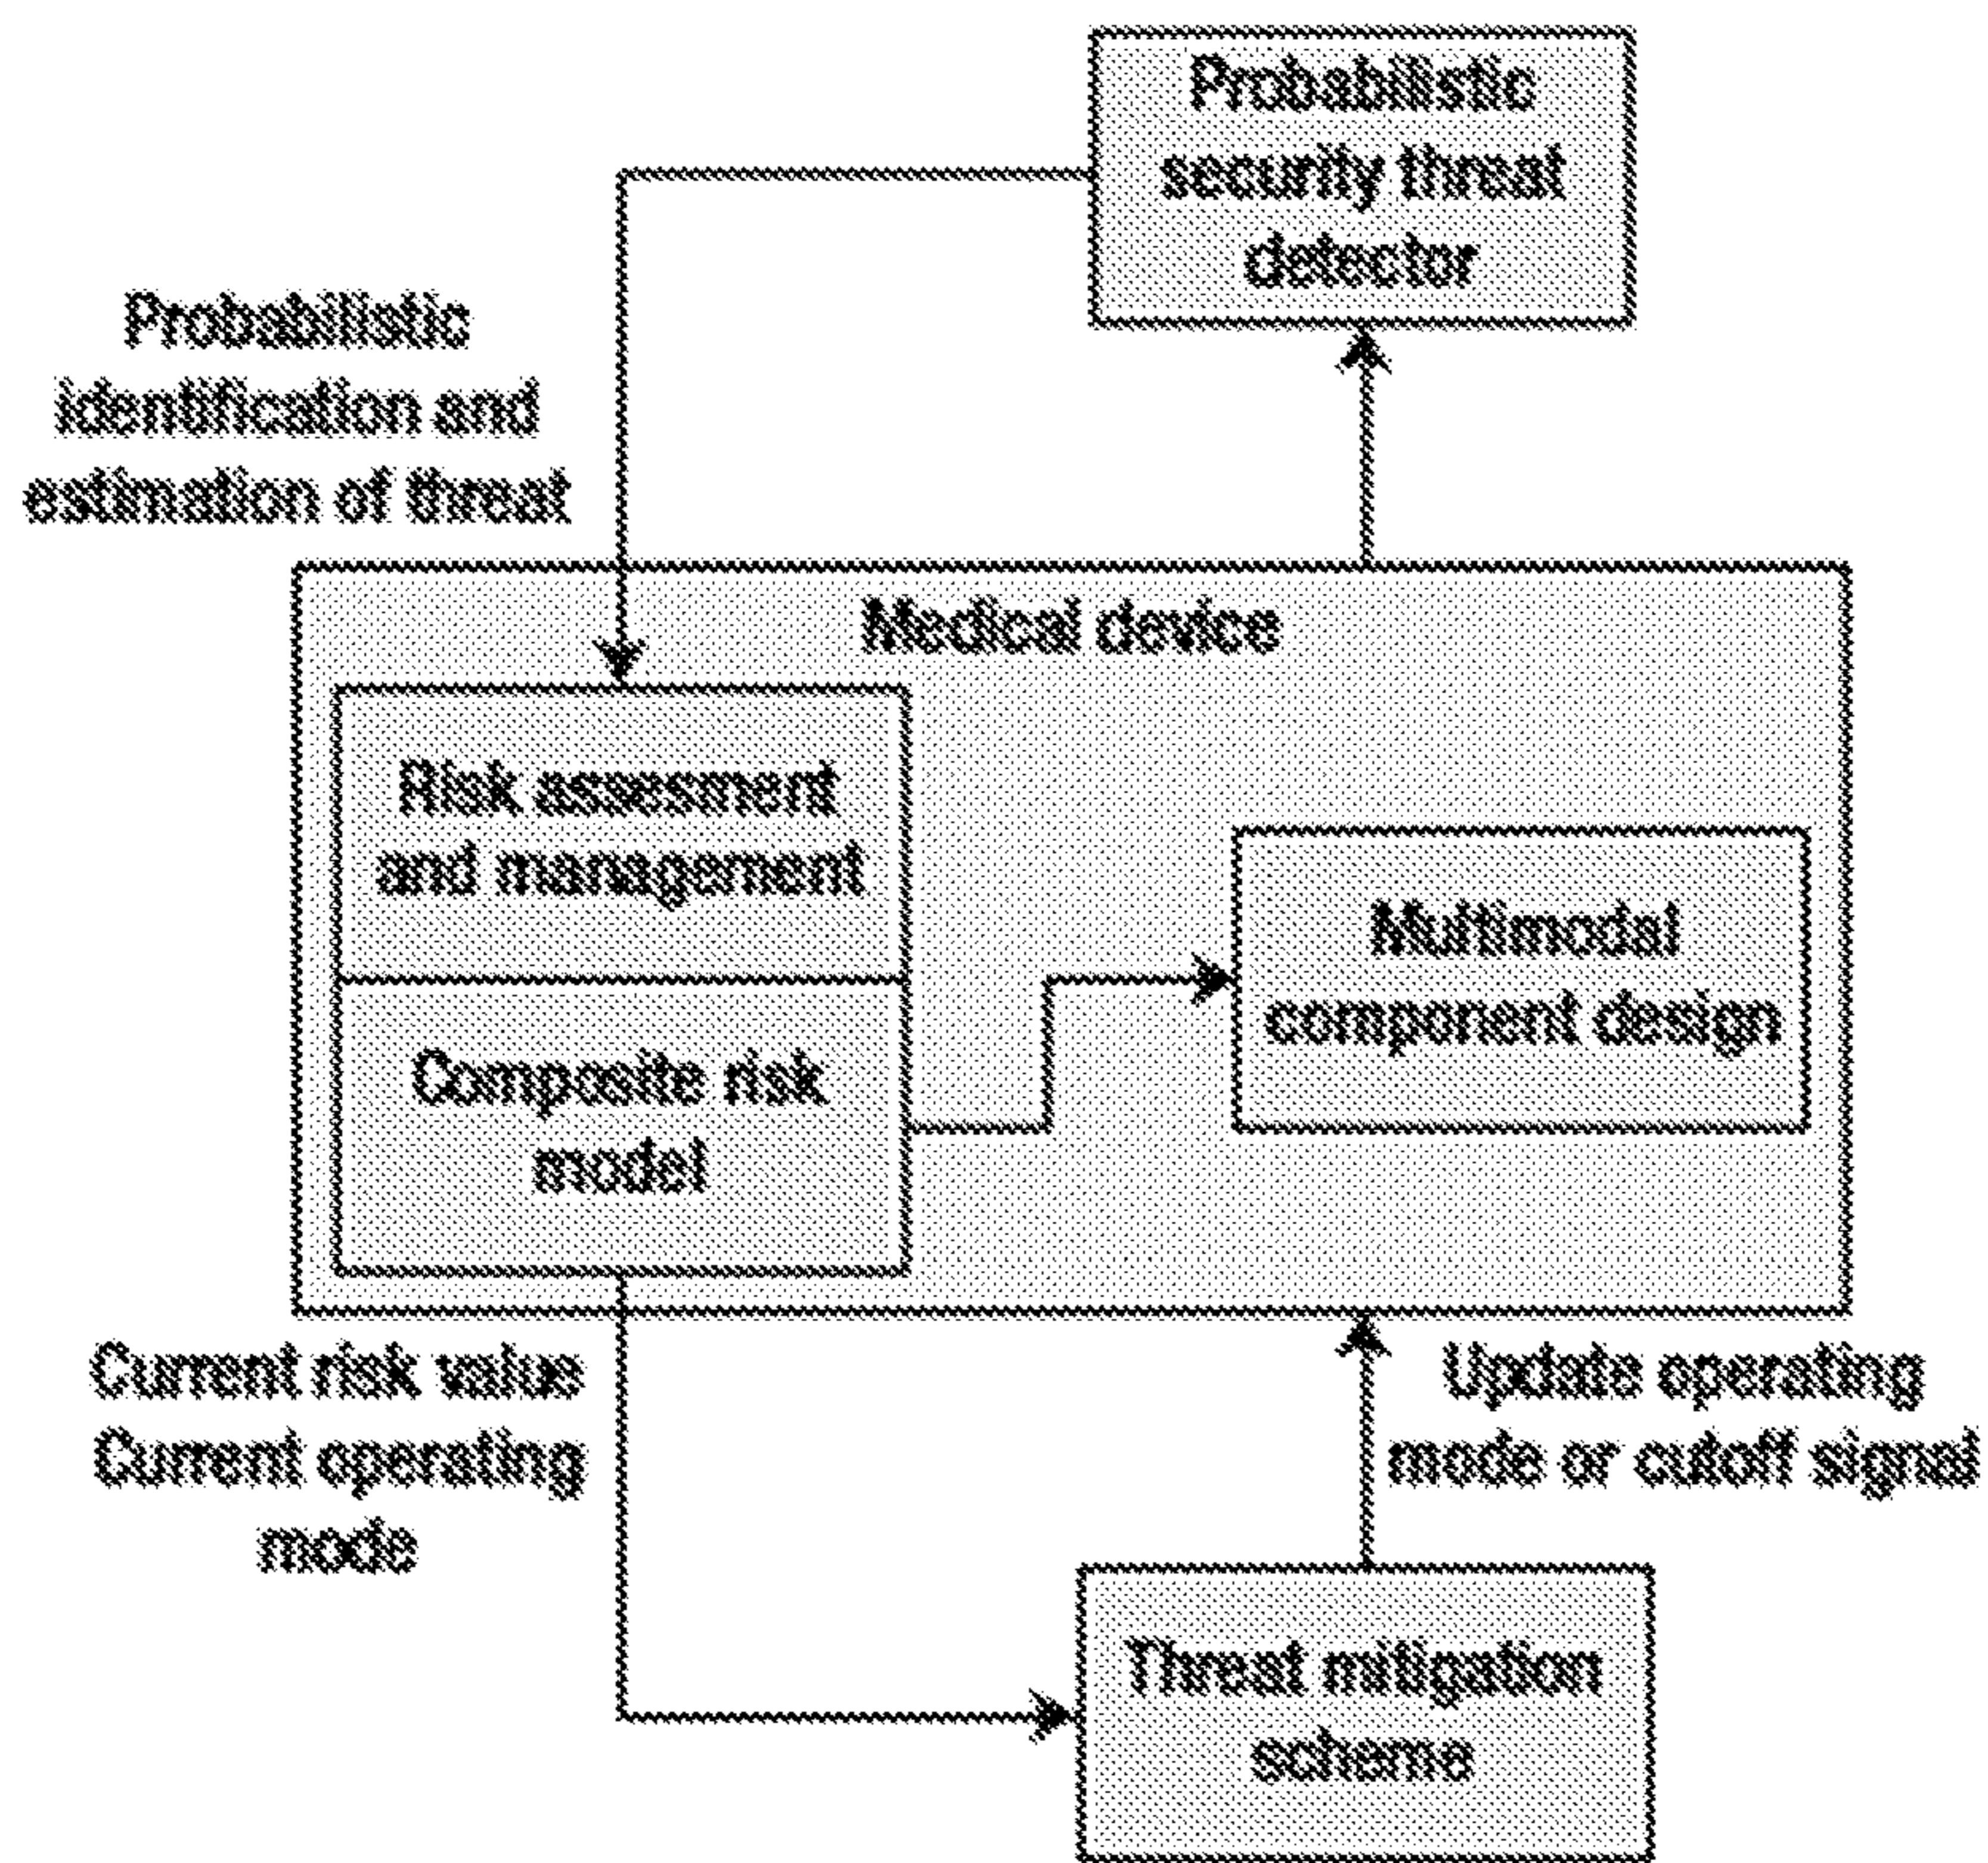 Probabilistic
security threat
detector
Probabilistic
identification and
estimation of threat
Medical device
Risk assesment
and management
Multimodal
component design
Composite risk
model
Current risk value
Current operating
mode
Update operating
mode or cutoff signal
Threat mitigation
scheme